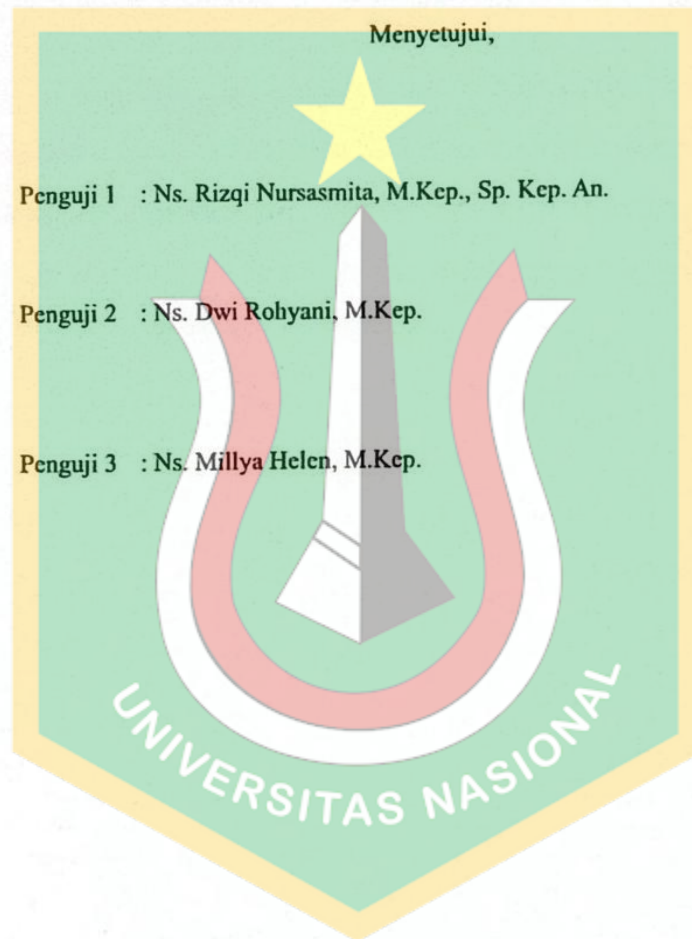 Menyetujui,
Penguji 1 : Ns. Rizqi Nursasmita, M.Kep., Sp. Kep. An.
Penguji 2 : Ns. Dwi Rohyani, M.Kep.
Penguji 3 : Ns. Millya Helen, M.Kep.
UNIVERSITAS NASIONAL